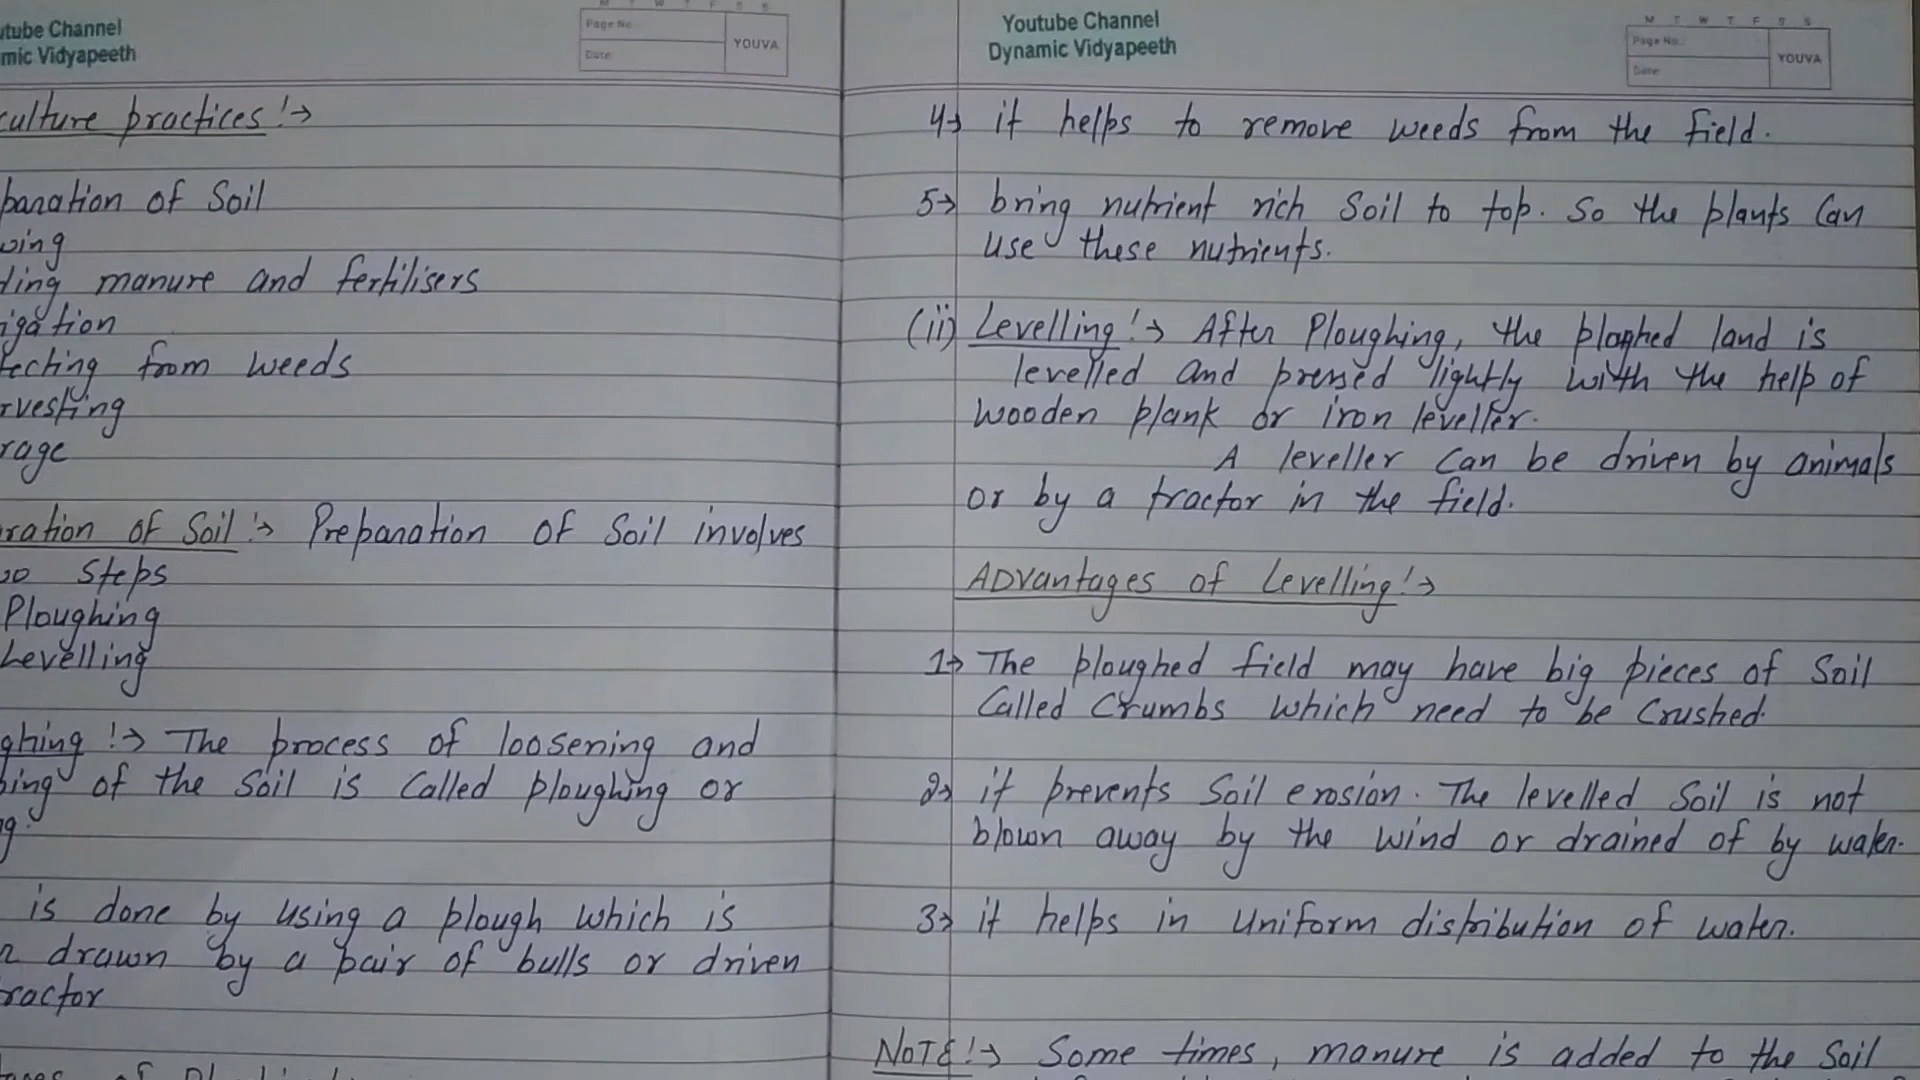 utube Channel
mic Vidyapeeth
M T W T F S S
Page No
Date:
YOUVA
culture practices :→
paration of Soil
wing
ding manure and fertilisers
igation
tecting from weeds
rvesting
rage
ration of Soil :→ Preparation of Soil involves
wo steps
Ploughing
Levelling
ghing :→ The process of loosening and
ping of the Soil is Called ploughing or
ng.
is done by using a plough which is
r drawn by a pair of bulls or driven
ractor
Youtube Channel
Dynamic Vidyapeeth
M T W T F S S
Page No.:
Date:
YOUVA
4→ it helps to remove weeds from the field.
5→ bring nutrient rich Soil to top. So the plants Can
use these nutrients.
(ii) Levelling :→ After Ploughing, the plophed land is
levelled and pressed lightly with the help of
wooden plank or iron leveller.
A leveller Can be driven by animals
or by a tractor in the field.
ADvantages of Levelling :→
1→ The ploughed field may have big pieces of Soil
Called Crumbs which need to be Crushed.
2→ it prevents Soil erosion. The levelled Soil is not
blown away by the wind or drained of by water.
3→ it helps in uniform distribution of water.
NOTE :→ Some times, manure is added to the Soil